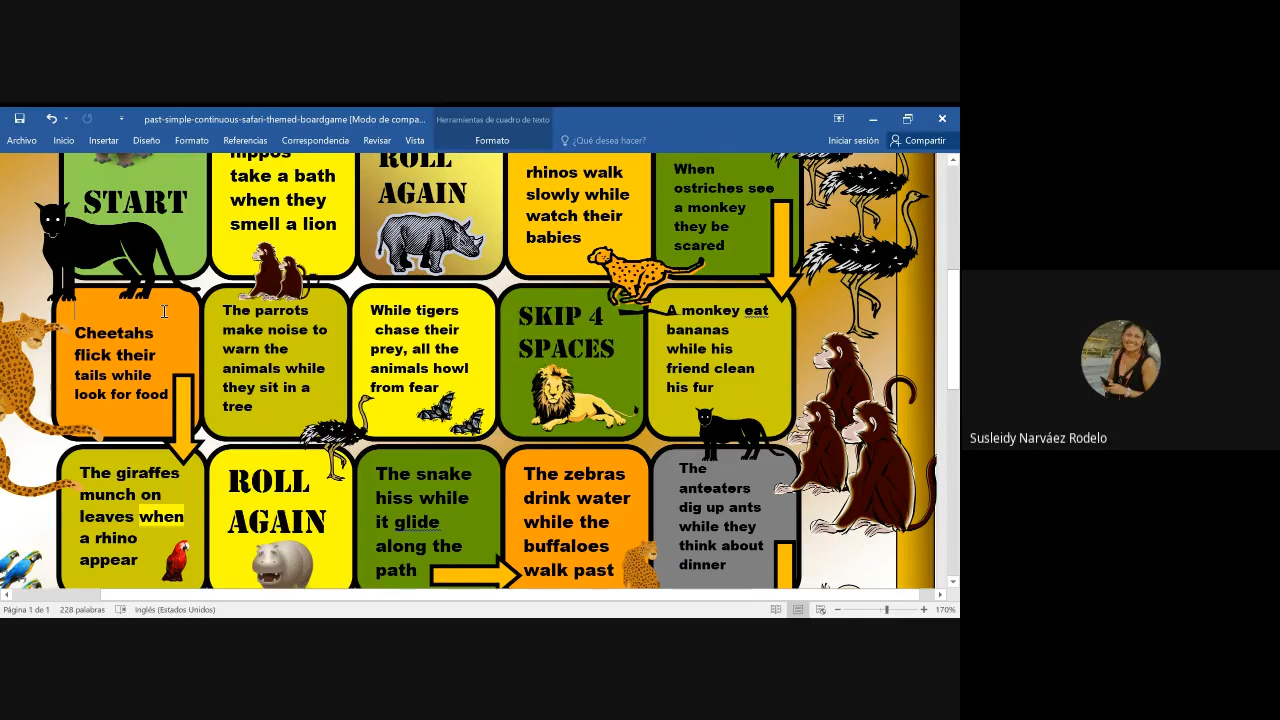 past-simple-continuous-safari-themed-boardgame [Modo de compa...
Herramientas de cuadro de texto
Archivo
Inicio
Insertar
Diseño
Formato
Referencias
Correspondencia
Revisar
Vista
Formato
¿Qué desea hacer?
Iniciar sesión
Compartir
START
hippos
take a bath
when they
smell a lion
ROLL
AGAIN
rhinos walk
slowly while
watch their
babies
When
ostriches see
a monkey
they be
scared
Cheetahs
flick their
tails while
look for food
The parrots
make noise to
warn the
animals while
they sit in a
tree
While tigers
chase their
prey, all the
animals howl
from fear
SKIP 4
SPACES
A monkey eat
bananas
while his
friend clean
his fur
The giraffes
munch on
leaves when
a rhino
appear
ROLL
AGAIN
The snake
hiss while
it glide
along the
path
The zebras
drink water
while the
buffaloes
walk past
The
anteaters
dig up ants
while they
think about
dinner
Página 1 de 1
228 palabras
Inglés (Estados Unidos)
170%
Susleidy Narváez Rodelo